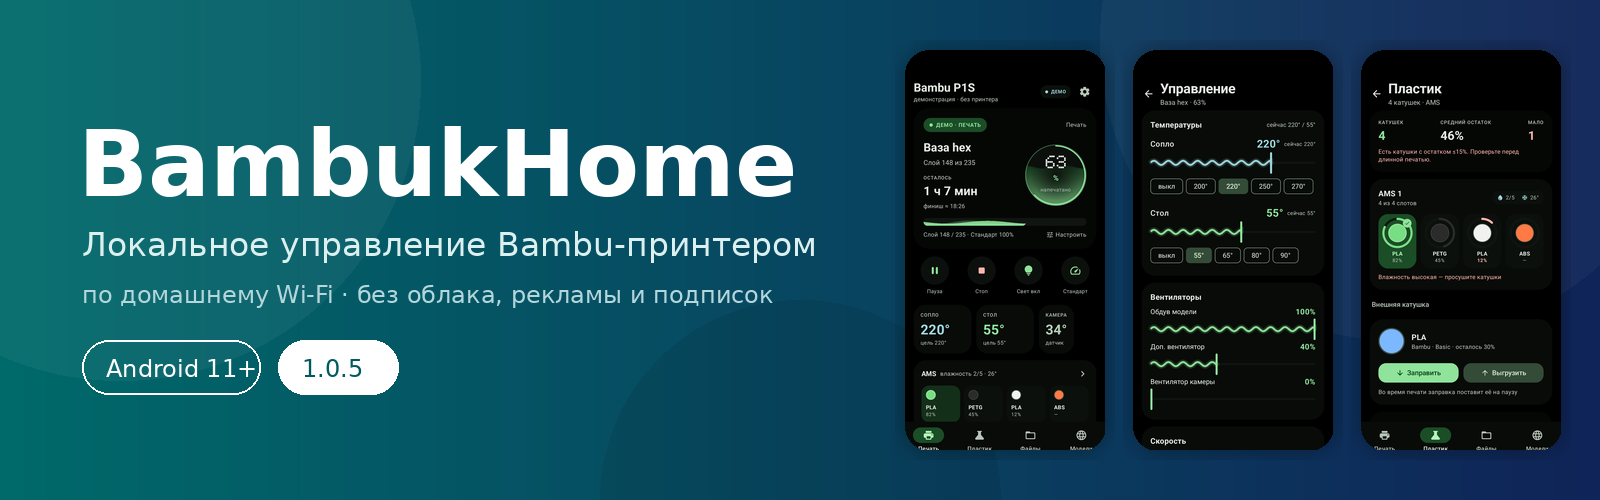 BambukHome
Локальное управление Bambu-принтером
по домашнему Wi-Fi · без облака, рекламы и подписок
Android 11+
1.0.5
Bambu P1S
демонстрация · без принтера
ДЕМО
ДЕМО · ПЕЧАТЬ
Печать
Ваза hex
Слой 148 из 235
ОСТАЛОСЬ
1 ч 7 мин
финиш ≈ 18:26
63
%
напечатано
Слой 148 / 235 · Стандарт 100%
Настроить
Пауза
Стоп
Свет вкл
Стандарт
СОПЛО
220°
цель 220°
СТОЛ
55°
цель 55°
КАМЕРА
34°
датчик
AMS влажность 2/5 · 26°
PLA
82%
PETG
45%
PLA
12%
ABS
—
Печать
Пластик
Файлы
Модели
Управление
Ваза hex · 63%
Температуры
сейчас 220° / 55°
Сопло
220° сейчас 220°
выкл
200°
220°
250°
270°
Стол
55° сейчас 55°
выкл
55°
65°
80°
90°
Вентиляторы
Обдув модели
100%
Доп. вентилятор
40%
Вентилятор камеры
0%
Скорость
Пластик
4 катушек · AMS
КАТУШЕК
4
СРЕДНИЙ ОСТАТОК
46%
МАЛО
1
Есть катушки с остатком ≤15%. Проверьте перед
длинной печатью.
AMS 1
4 из 4 слотов
2/5
26°
PLA
82%
PETG
45%
PLA
12%
ABS
—
Влажность высокая — просушите катушки
Внешняя катушка
PLA
Bambu · Basic · осталось 30%
Заправить
Выгрузить
Во время печати заправка поставит её на паузу
Печать
Пластик
Файлы
Модели